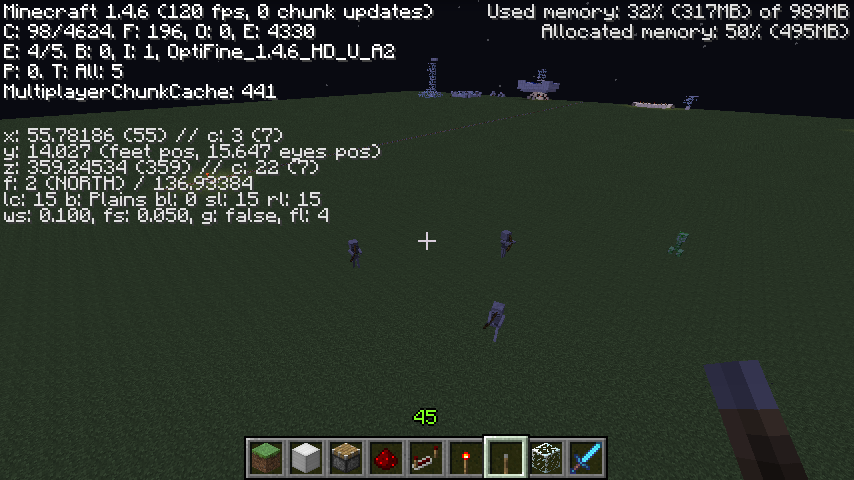 Minecraft 1.4.6 (120 fps, 0 chunk updates)
C: 98/4624. F: 196, O: 0, E: 4330
E: 4/5. B: 0, I: 1, OptiFine_1.4.6_HD_U_A2
P: 0. T: All: 5
MultiplayerChunkCache: 441
Used memory: 32% (317MB) of 989MB
Allocated memory: 50% (495MB)
x: 55.78186 (55) // c: 3 (7)
y: 14.027 (feet pos, 15.647 eyes pos)
z: 359.24534 (359) // c: 22 (7)
f: 2 (NORTH) / 136.93384
lc: 15 b: Plains bl: 0 sl: 15 rl: 15
ws: 0.100, fs: 0.050, g: false, fl: 4
45